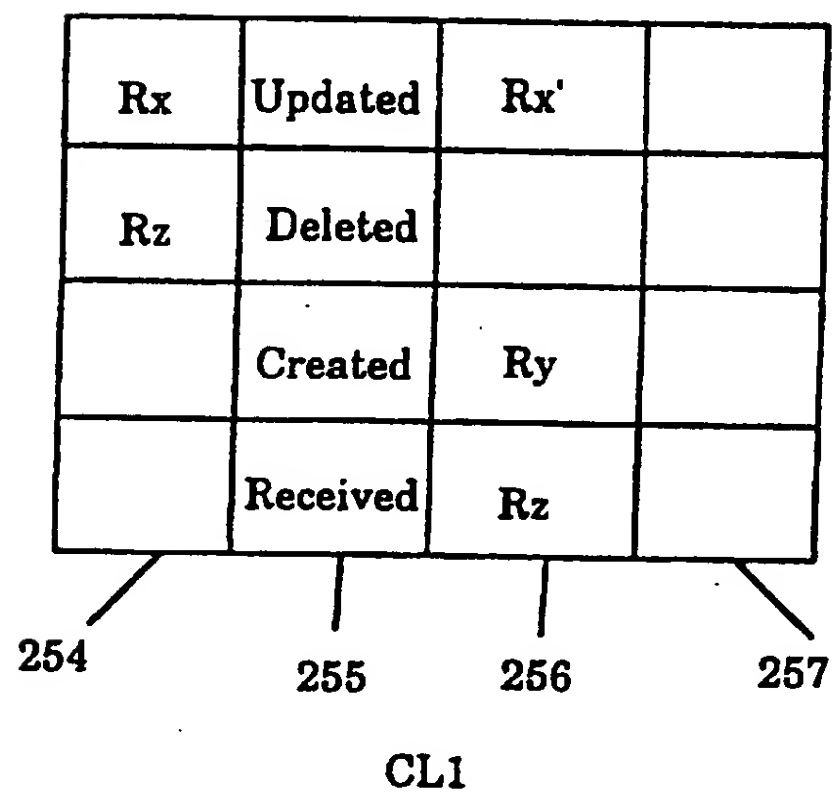 Rx Updated Rx'
Rz Deleted
Created Ry
Received Rz
254 255 256 257
CL1